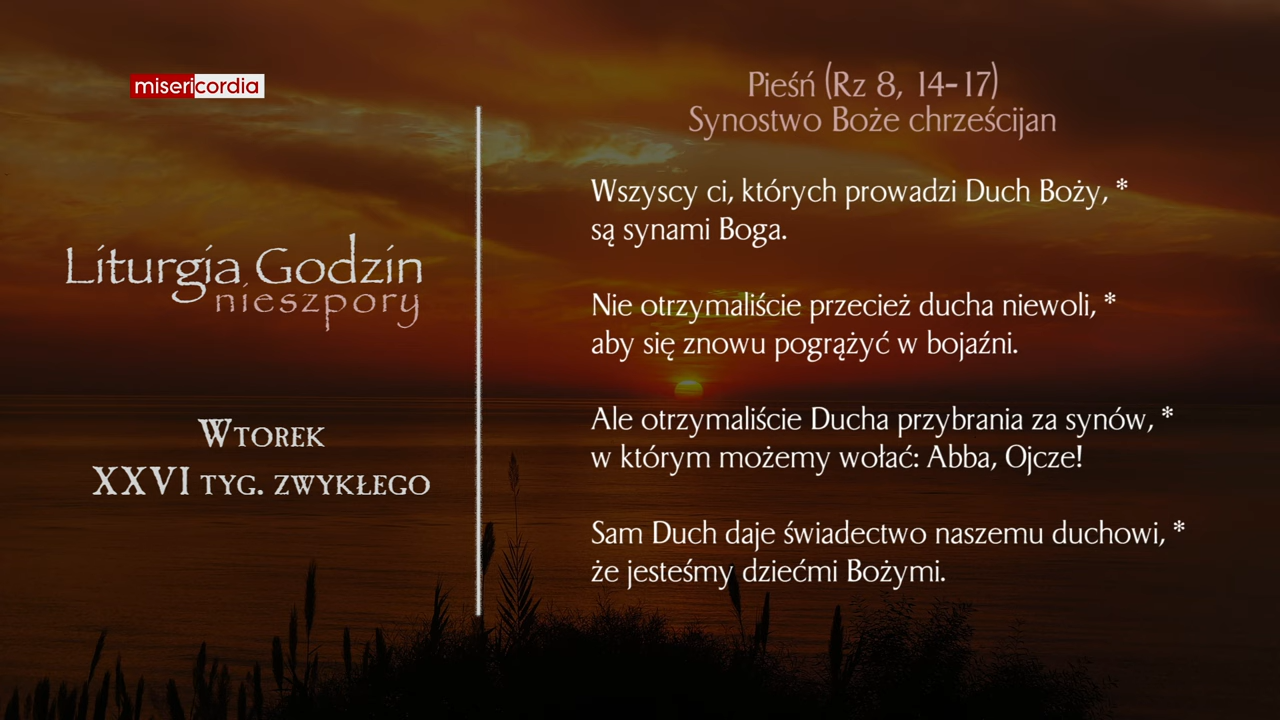 misericordia
Liturgia Godzin
nieszpory
Wtorek
XXVI tyg. zwykłego
Pieśń (Rz 8, 14-17)
Synostwo Boże chrześcijan
Wszyscy ci, których prowadzi Duch Boży, *
są synami Boga.
Nie otrzymaliście przecież ducha niewoli, *
aby się znowu pogrążyć w bojaźni.
Ale otrzymaliście Ducha przybrania za synów, *
w którym możemy wołać: Abba, Ojcze!
Sam Duch daje świadectwo naszemu duchowi, *
że jesteśmy dziećmi Bożymi.